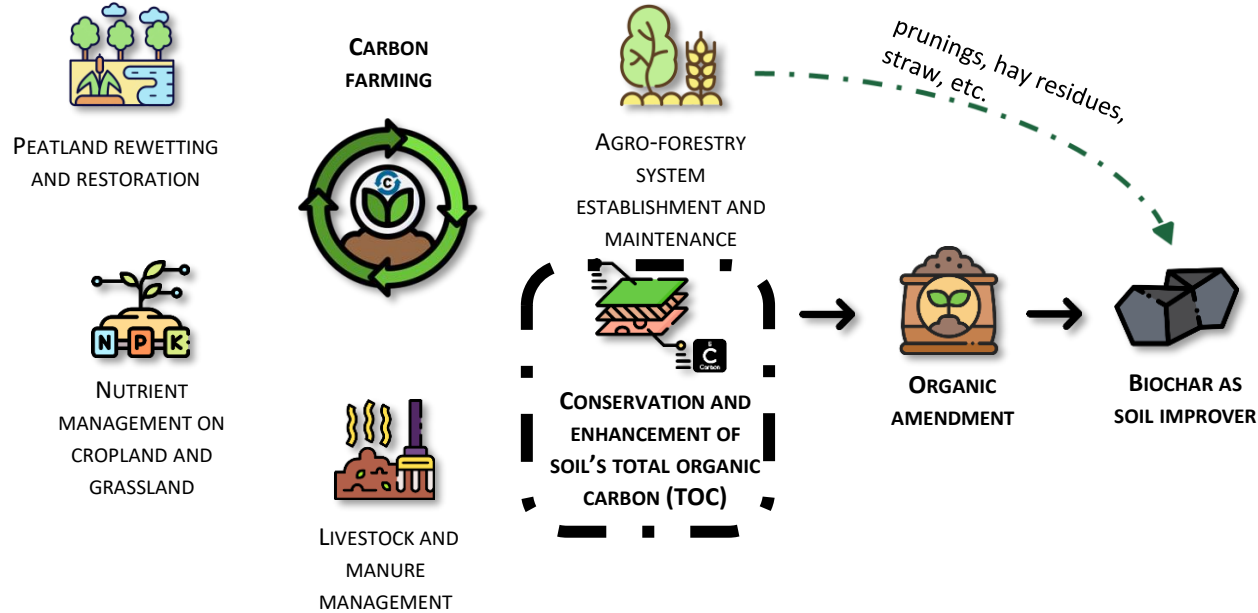 CARBON
FARMING
PEATLAND REWETTING
AND RESTORATION
AGRO-FORESTRY
SYSTEM
ESTABLISHMENT AND
MAINTENANCE
prunings, hay residues,
straw, etc.
C
N P K
NUTRIENT
MANAGEMENT ON
CROPLAND AND
GRASSLAND
LIVESTOCK AND
MANURE
MANAGEMENT
6
C
Carbon
CONSERVATION AND
ENHANCEMENT OF
SOIL’S TOTAL ORGANIC
CARBON (TOC)
ORGANIC
AMENDMENT
BIOCHAR AS
SOIL IMPROVER